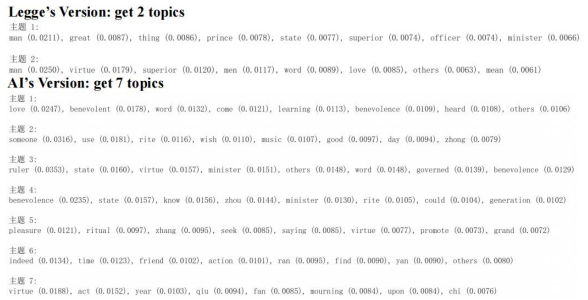 Legge's Version: get 2 topics
主题 1:
man (0.0211), great (0.0087), thing (0.0086), prince (0.0078), state (0.0077), superior (0.0074), officer (0.0074), minister (0.0066)
主题 2:
man (0.0250), virtue (0.0179), superior (0.0120), men (0.0117), word (0.0089), love (0.0085), others (0.0063), mean (0.0061)
AI's Version: get 7 topics
主题 1:
love (0.0247), benevolent (0.0178), word (0.0132), come (0.0121), learning (0.0113), benevolence (0.0109), heard (0.0108), others (0.0106)
主题 2:
someone (0.0316), use (0.0181), rite (0.0116), wish (0.0110), music (0.0107), good (0.0097), day (0.0094), zhong (0.0079)
主题 3:
ruler (0.0353), state (0.0160), virtue (0.0157), minister (0.0151), others (0.0148), word (0.0148), governed (0.0139), benevolence (0.0129)
主题 4:
benevolence (0.0235), state (0.0157), know (0.0156), zhou (0.0144), minister (0.0130), rite (0.0105), could (0.0104), generation (0.0102)
主题 5:
pleasure (0.0121), ritual (0.0097), zhang (0.0095), seek (0.0085), saying (0.0085), virtue (0.0077), promote (0.0073), grand (0.0072)
主题 6:
indeed (0.0134), time (0.0123), friend (0.0102), action (0.0101), ran (0.0095), find (0.0090), yan (0.0090), others (0.0080)
主题 7:
virtue (0.0188), act (0.0152), year (0.0103), qiu (0.0094), fan (0.0085), mourning (0.0084), upon (0.0084), chi (0.0076)